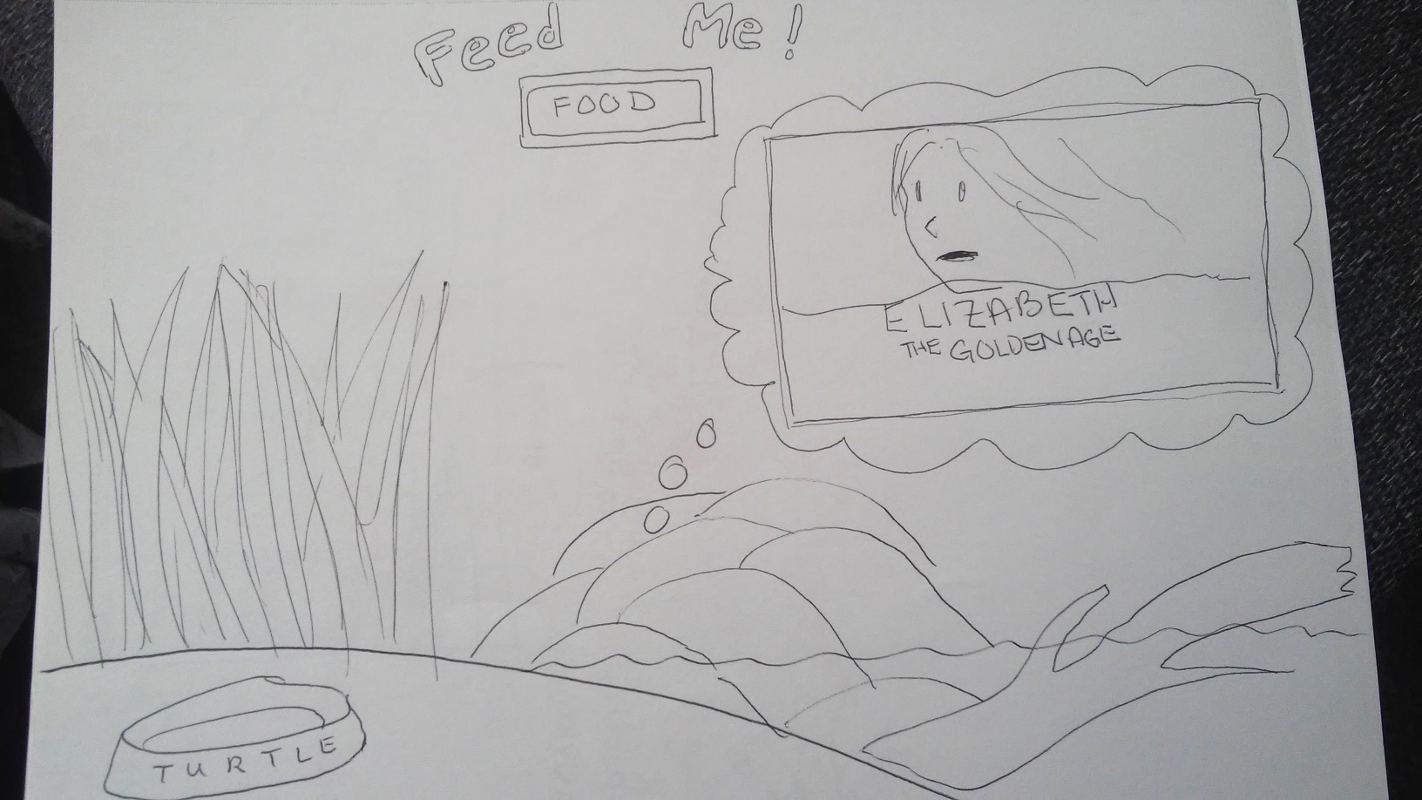 Feed Me!
FOOD
ELIZABETH
THE GOLDEN AGE
TURTLE